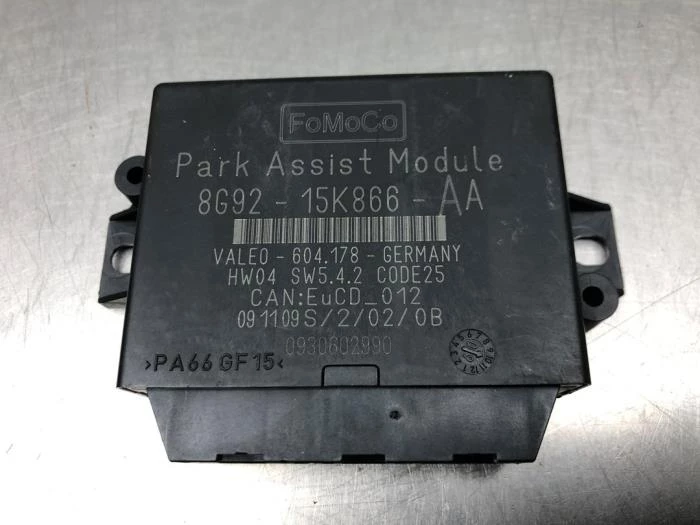 FoMoCo
Park Assist Module
8G92 - 15K866 - AA
VALEO - 604.178 - GERMANY
HW04 SW5.4.2 CODE25
CAN:EuCD_012
091109S/2/02/0B
0930802990
>PA66 GF15<